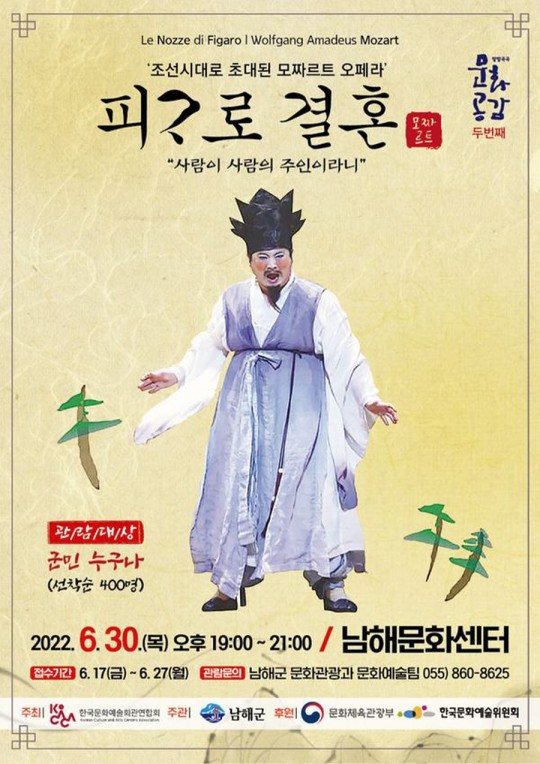 Le Nozze di Figaro | Wolfgang Amadeus Mozart
'조선시대로 초대된 모짜르트 오페라'
피?로 결혼
모짜
르트
"사람이 사람의 주인이라니"
방방곡곡
문화
공감
두번째
관/람/대/상
군민 누구나
(선착순 400명)
2022. 6.30.(목) 오후 19:00 ~ 21:00 / 남해문화센터
접수기간 6. 17(금) ~ 6. 27(월) 관람문의 남해군 문화관광과 문화예술팀 055) 860-8625
주최| KoCACA 한국문화예술회관연합회 주관| 남해군 후원| 문화체육관광부 한국문화예술위원회
Korean Culture and Arts Centers Association